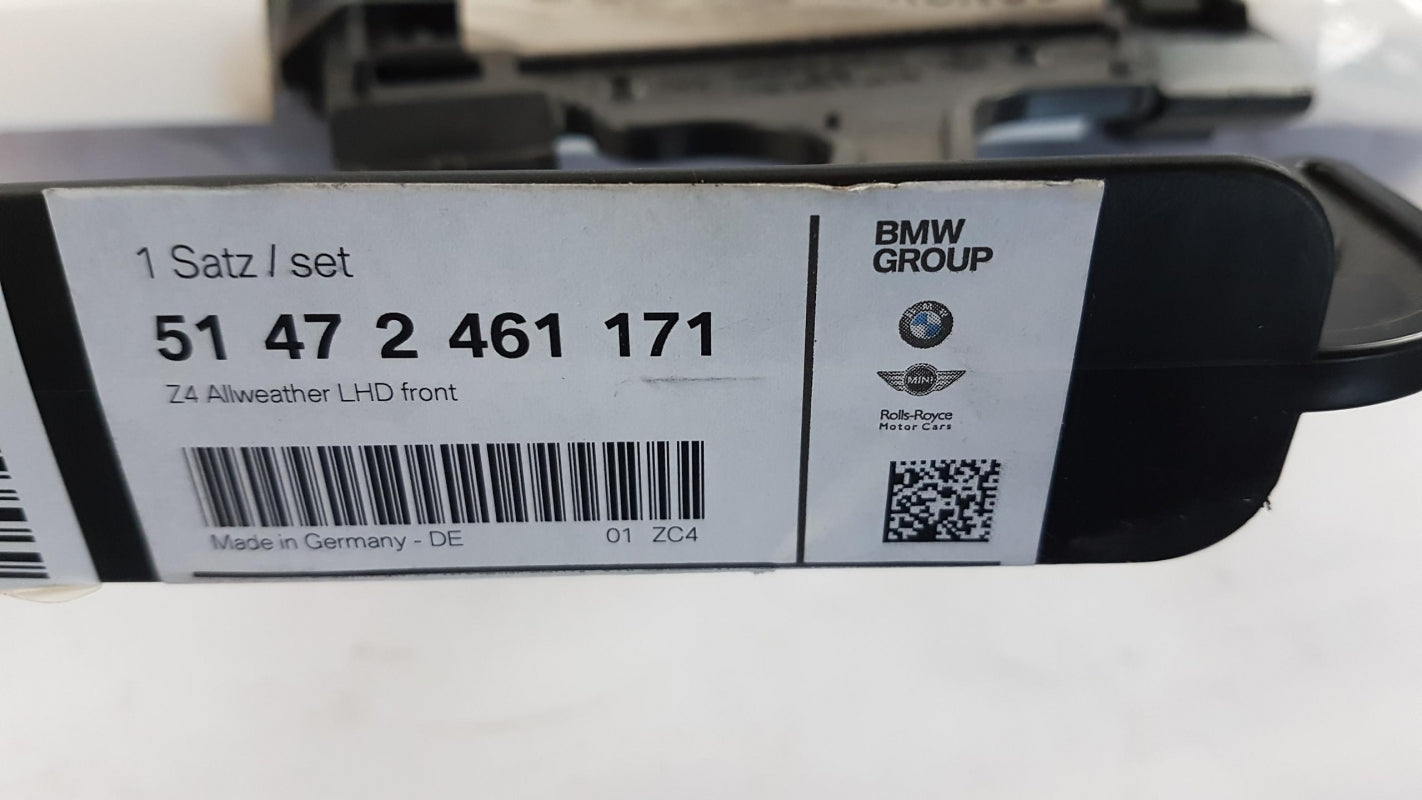 1 Satz / set
51 47 2 461 171
Z4 Allweather LHD front
Made in Germany - DE
01 ZC4
BMW
GROUP
MINI
Rolls-Royce
Motor Cars